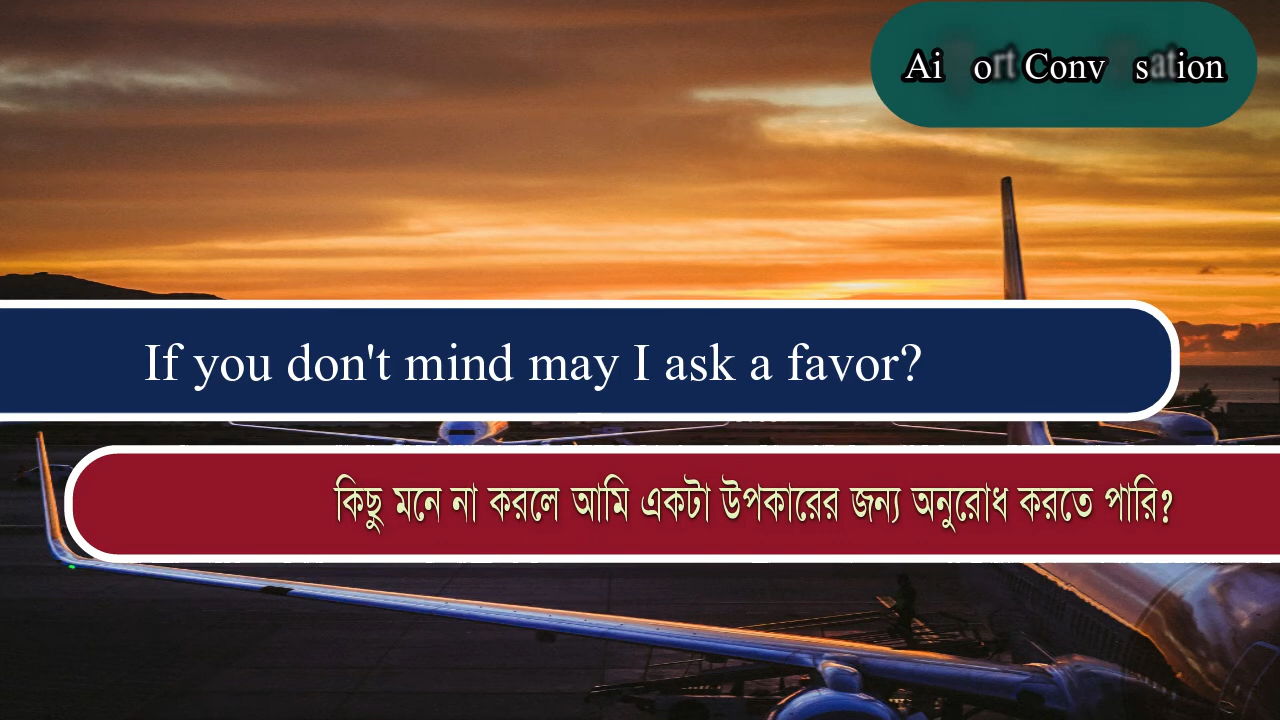 If you don't mind may I ask a favor?
কিছু মনে না করলে আমি একটা উপকারের জন্য অনুরোধ করতে পারি?